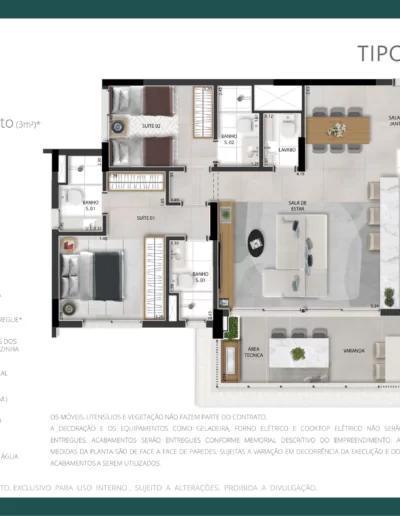 TIPO
to (3m²)*
SUÍTE 02
BANHO
S. 02
LAVABO
SALA
JANT
BANHO
S. 01
SUÍTE 01
SALA DE
ESTAR
BANHO
S. 01
ÁREA
TÉCNICA
VARANDA
REGUE*
S DOS
ZINHA
AL
ÁGUA
OS MÓVEIS, UTENSÍLIOS E VEGETAÇÃO NÃO FAZEM PARTE DO CONTRATO.
A DECORAÇÃO E OS EQUIPAMENTOS COMO GELADEIRA, FORNO ELÉTRICO E COOKTOP ELÉTRICO NÃO SERÃO
ENTREGUES. ACABAMENTOS SERÃO ENTREGUES CONFORME MEMORIAL DESCRITIVO DO EMPREENDIMENTO. A
MEDIDAS DA PLANTA SÃO DE FACE A FACE DE PAREDES, SUJEITAS A VARIAÇÃO EM DECORRÊNCIA DA EXECUÇÃO E DO
ACABAMENTOS A SEREM UTILIZADOS.
TO. EXCLUSIVO PARA USO INTERNO , SUJEITO A ALTERAÇÕES. PROIBIDA A DIVULGAÇÃO.